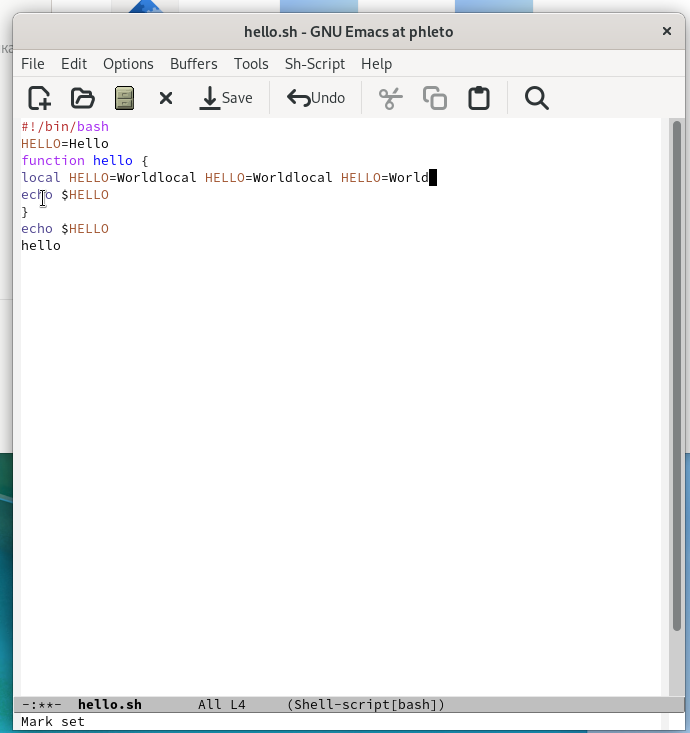 ка
hello.sh - GNU Emacs at phleto
File Edit Options Buffers Tools Sh-Script Help
Save Undo
#!/bin/bash
HELLO=Hello
function hello {
local HELLO=Worldlocal HELLO=Worldlocal HELLO=World
echo $HELLO
}
echo $HELLO
hello
-:**- hello.sh All L4 (Shell-script[bash])
Mark set